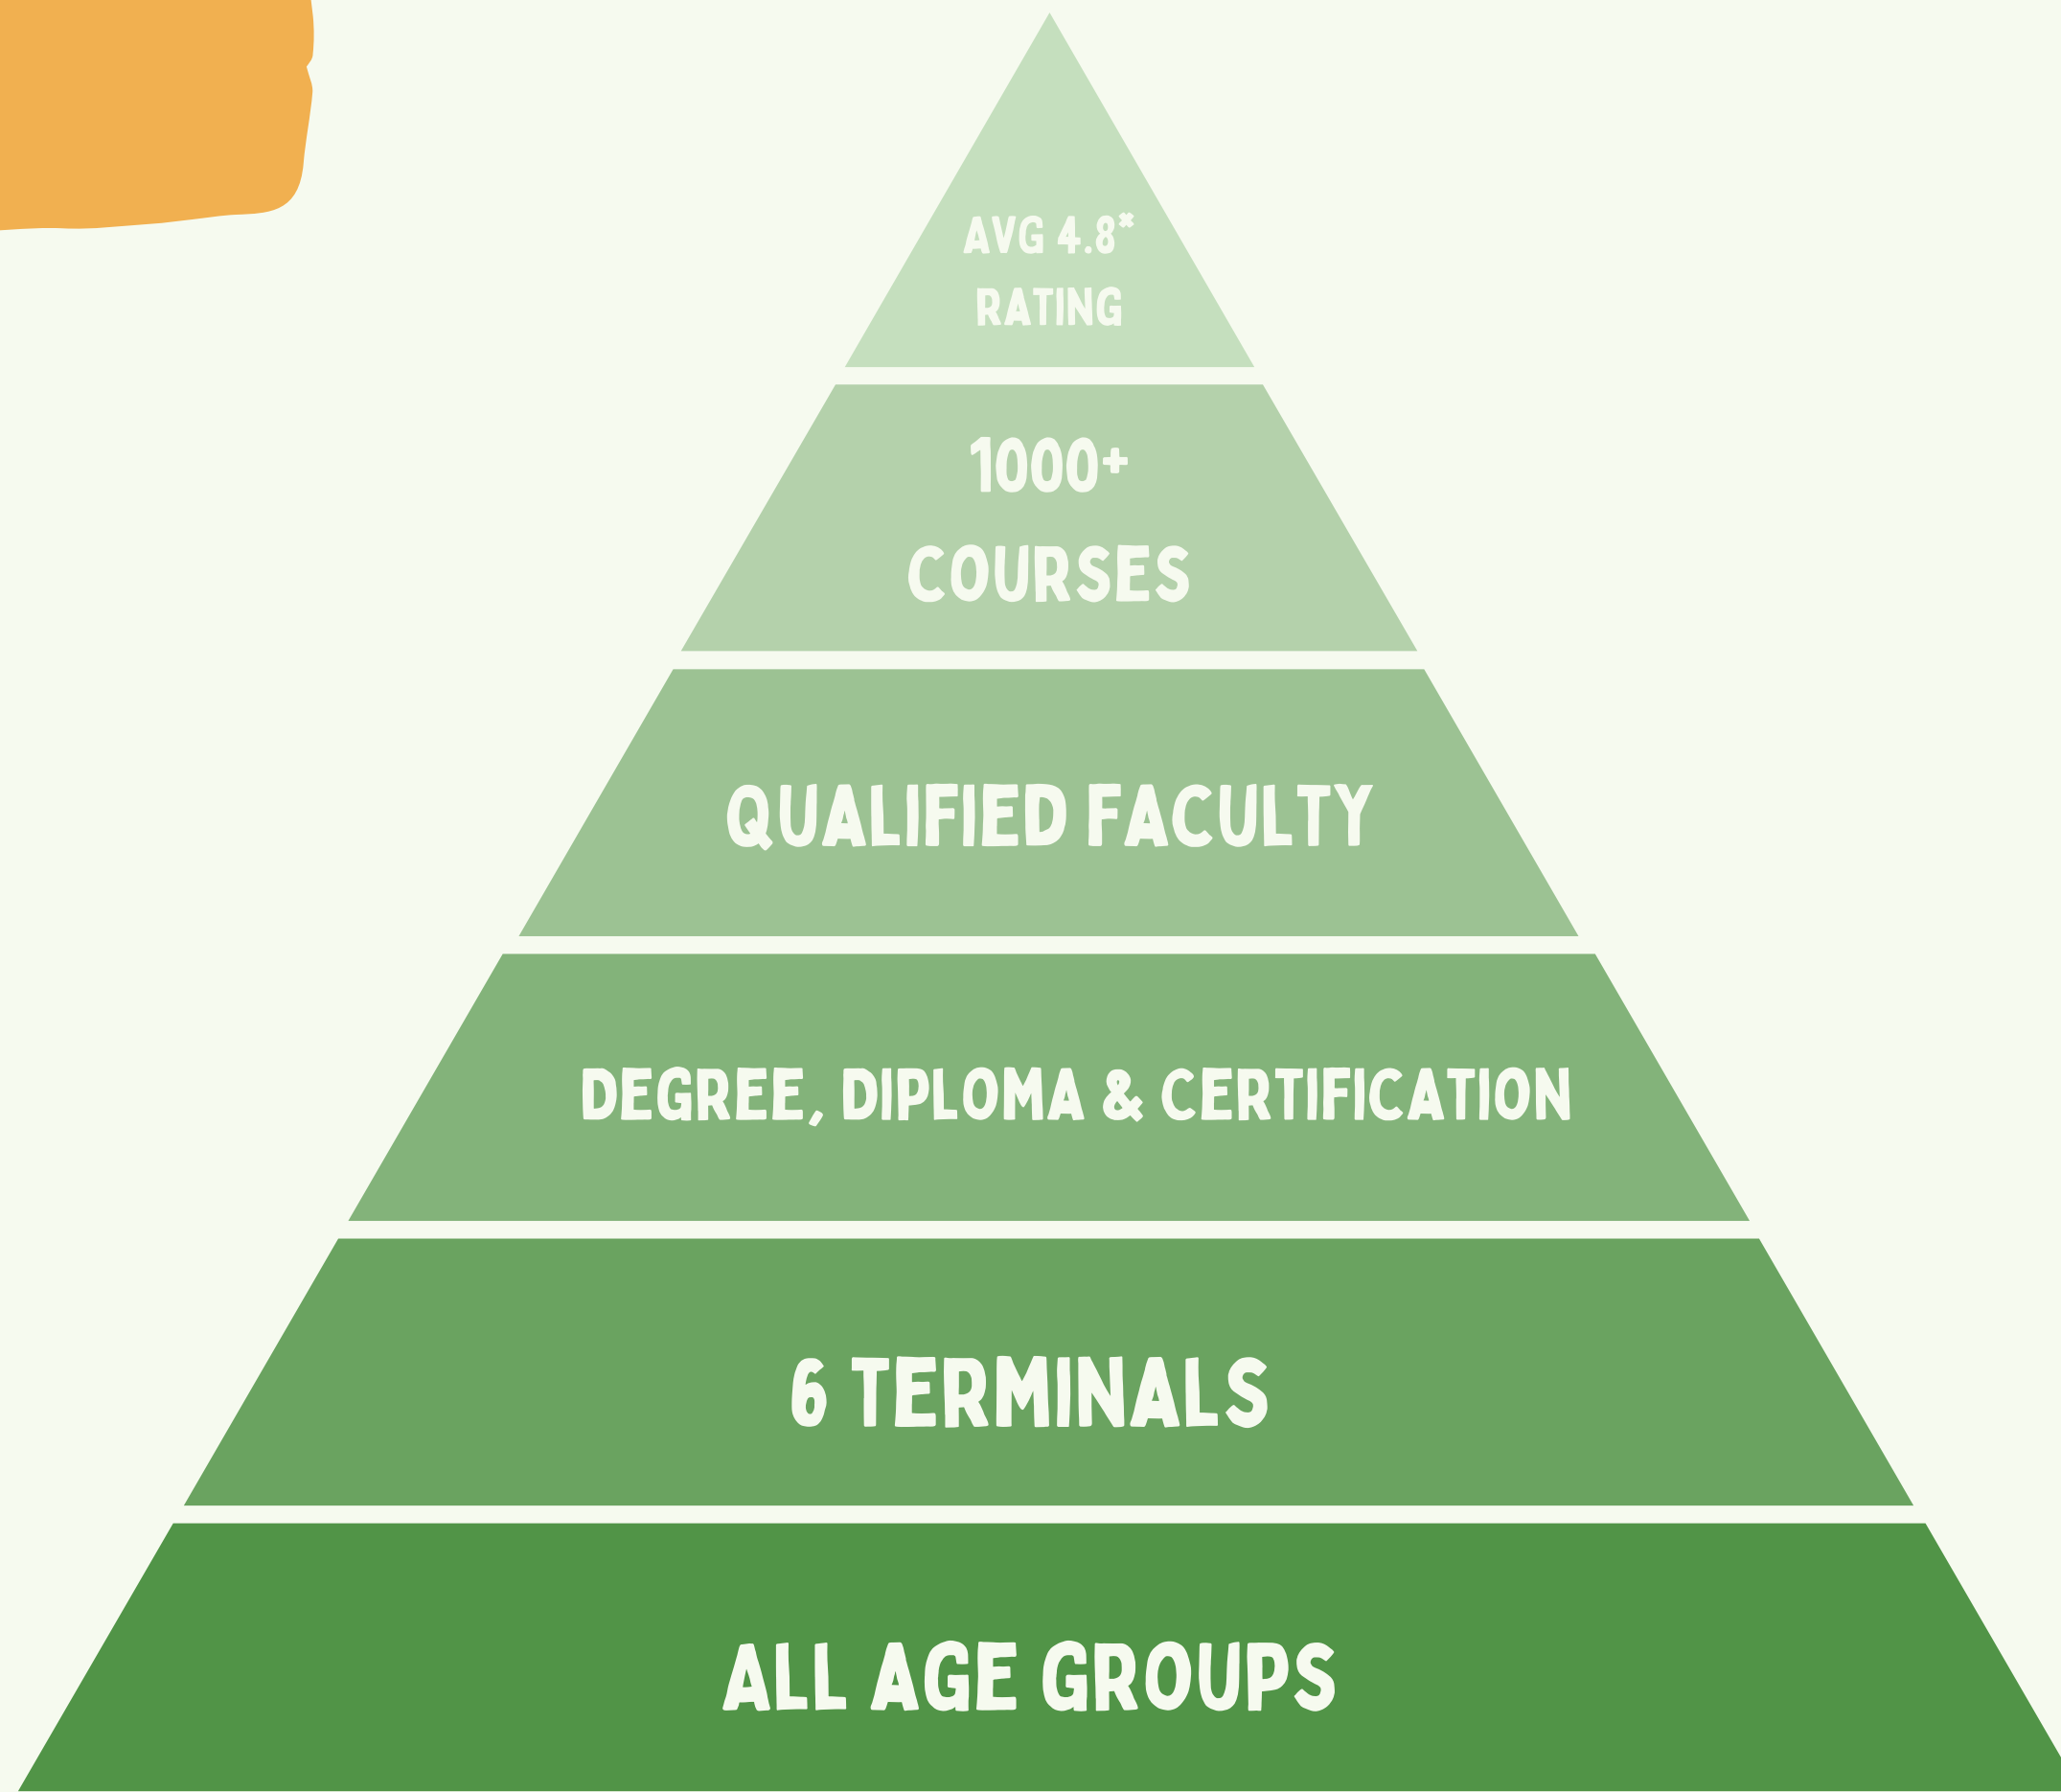 AVG 4.8*
RATING
1000+
COURSES
QUALIFIED FACULTY
DEGREE, DIPLOMA & CERTIFICATION
6 TERMINALS
ALL AGE GROUPS